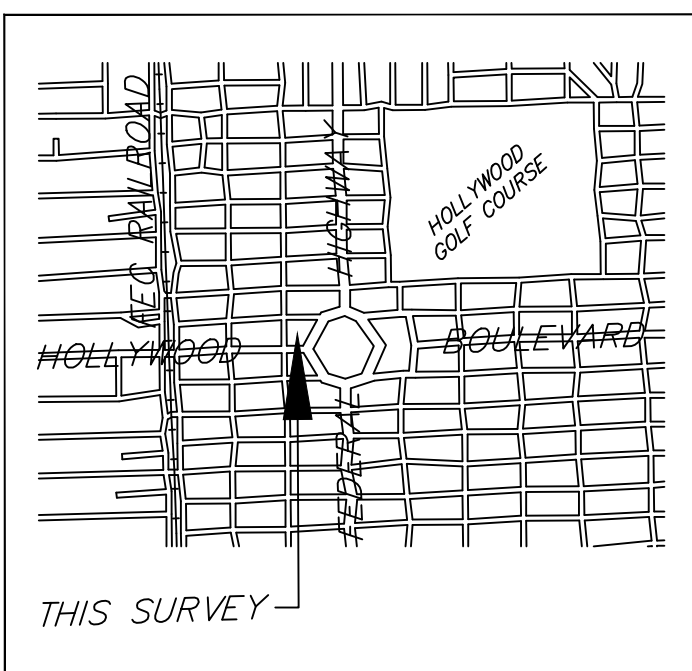 FEC RAILROAD
HIGHWAY
HOLLYWOOD
GOLF COURSE
HOLLYWOOD
BOULEVARD
FEDERAL
THIS SURVEY